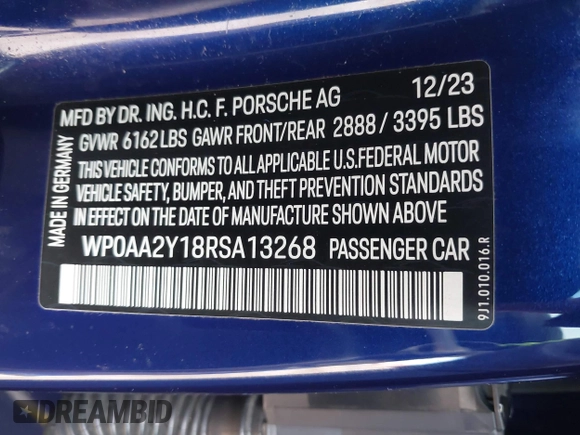 MFD BY DR. ING. H.C. F. PORSCHE AG 12/23
GVWR 6162 LBS GAWR FRONT/REAR 2888 / 3395 LBS
THIS VEHICLE CONFORMS TO ALL APPLICABLE U.S.FEDERAL MOTOR
VEHICLE SAFETY, BUMPER, AND THEFT PREVENTION STANDARDS
IN EFFECT ON THE DATE OF MANUFACTURE SHOWN ABOVE
WP0AA2Y18RSA13268 PASSENGER CAR
MADE IN GERMANY
9J1.010.016.R
DREAMBID